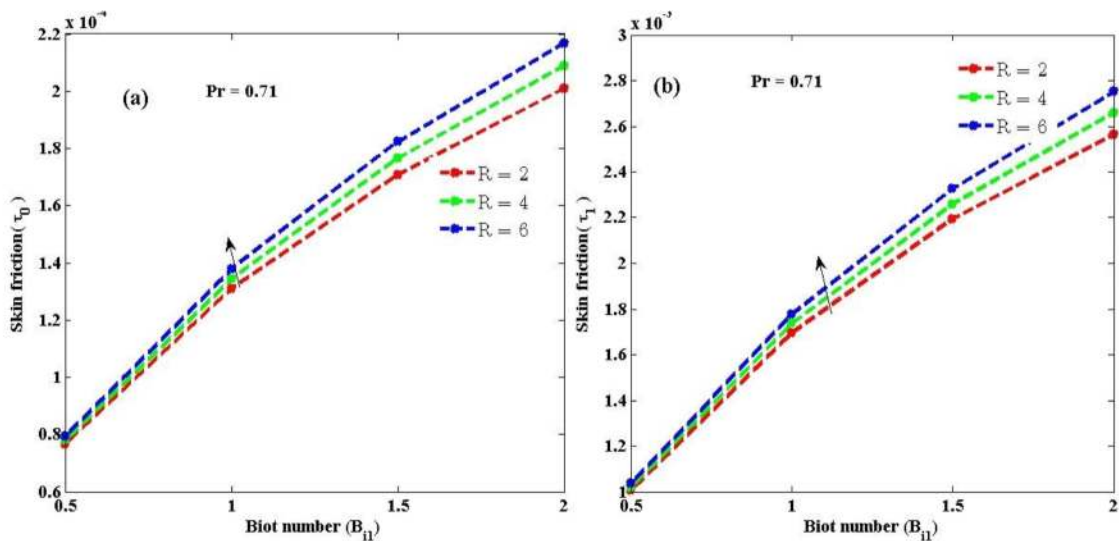 x 10⁻⁴
2.2
2
1.8
1.6
1.4
1.2
1
0.8
0.6
(a)
Pr = 0.71
R = 2
R = 4
R = 6
Skin friction( τ₀)
0.5
1
1.5
2
Biot number (Bᵢ₁)
x 10⁻³
3
2.8
2.6
2.4
2.2
2
1.8
1.6
1.4
1.2
1
(b)
Pr = 0.71
R = 2
R = 4
R = 6
Skin friction( τ₁)
0.5
1
1.5
2
Biot number (Bᵢ₁)